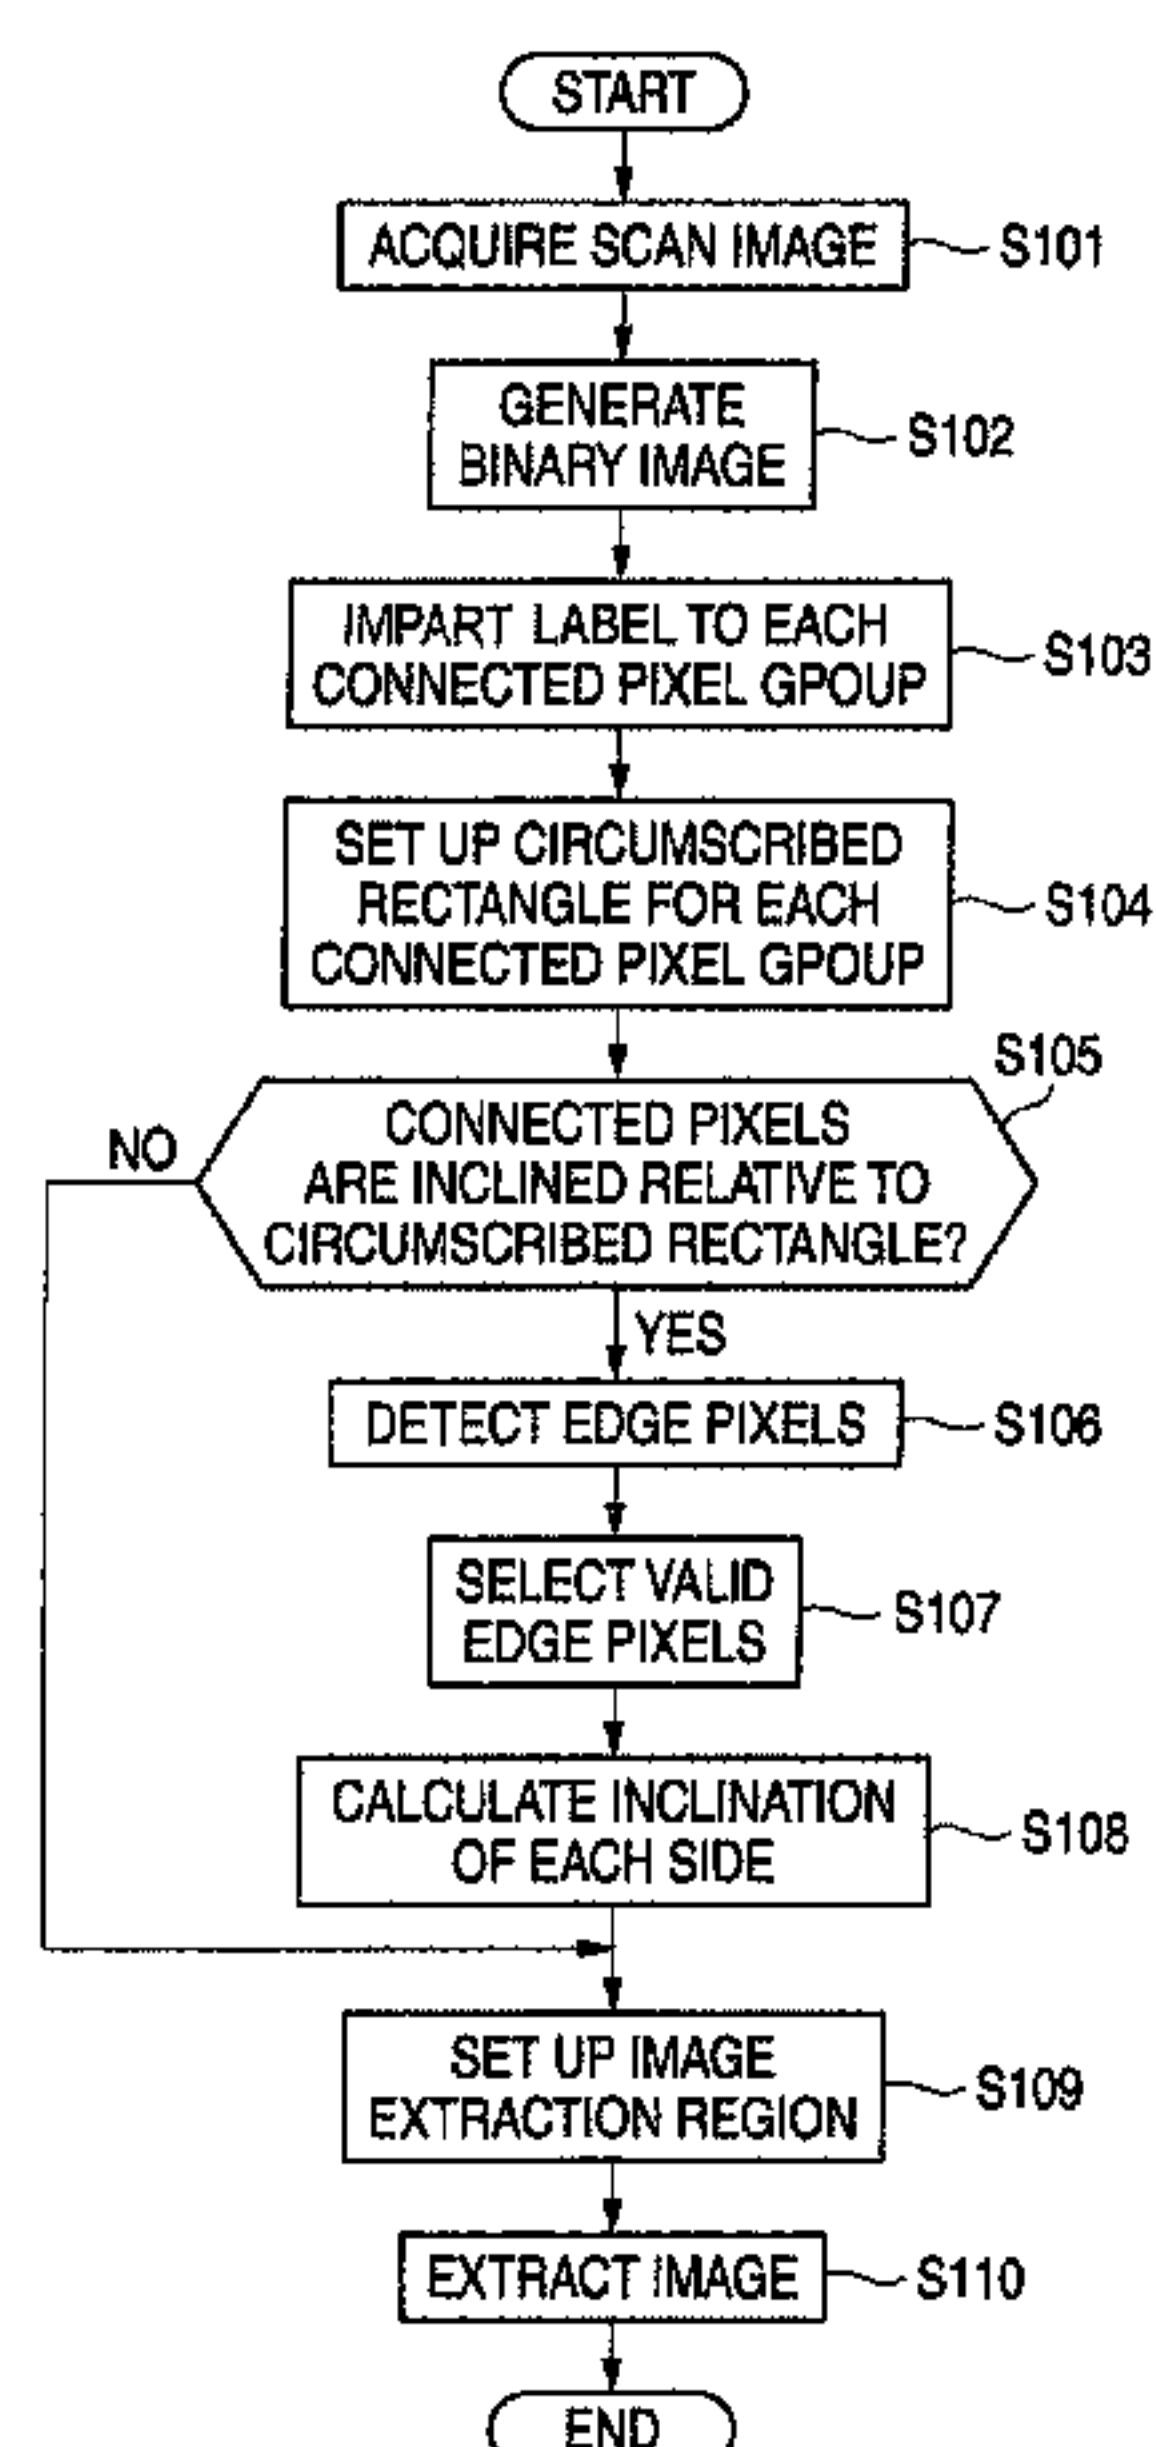 START
ACQUIRE SCAN IMAGE
S101
GENERATE
BINARY IMAGE
S102
IMPART LABEL TO EACH
CONNECTED PIXEL GPOUP
S103
SET UP CIRCUMSCRIBED
RECTANGLE FOR EACH
CONNECTED PIXEL GPOUP
S104
S105
CONNECTED PIXELS
ARE INCLINED RELATIVE TO
CIRCUMSCRIBED RECTANGLE?
NO
YES
DETECT EDGE PIXELS
S106
SELECT VALID
EDGE PIXELS
S107
CALCULATE INCLINATION
OF EACH SIDE
S108
SET UP IMAGE
EXTRACTION REGION
S109
EXTRACT IMAGE
S110
END